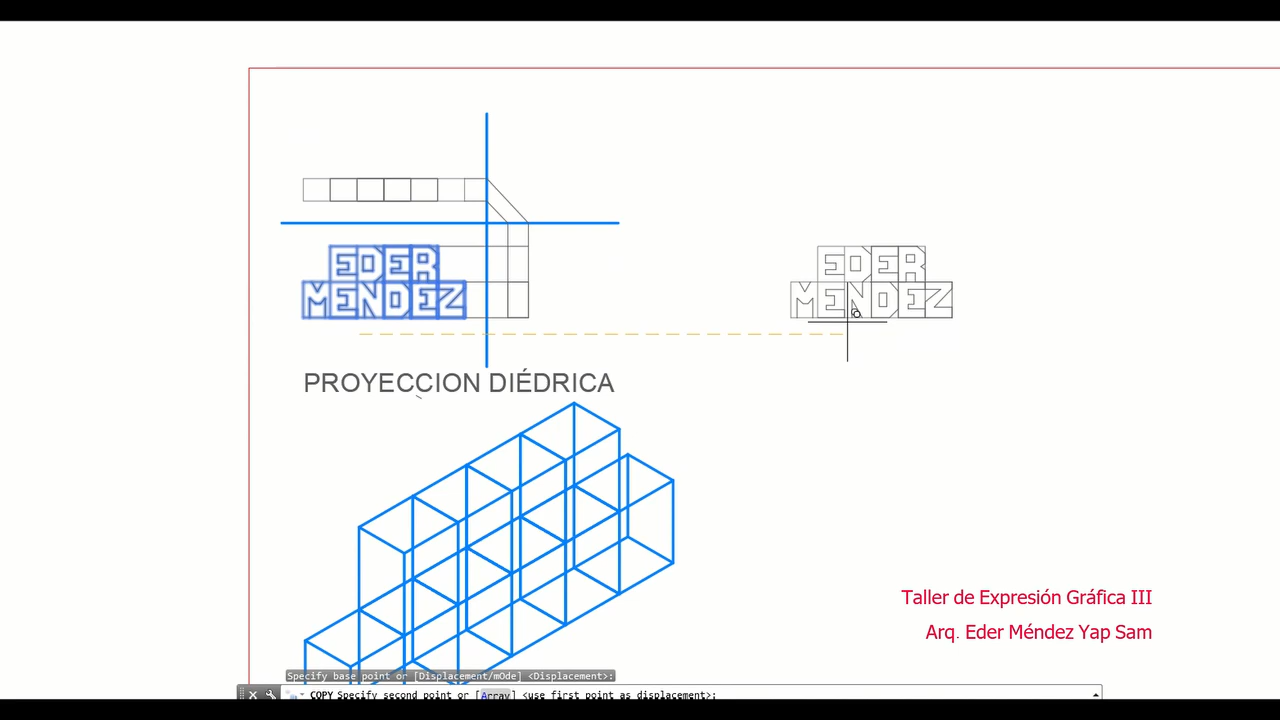 EDER
MENDEZ
EDER
MENDEZ
PROYECCION DIÉDRICA
Taller de Expresión Gráfica III
Arq. Eder Méndez Yap Sam
Specify base point or [Displacement/mOde] <Displacement>:
COPY Specify second point or [Array] <use first point as displacement>: